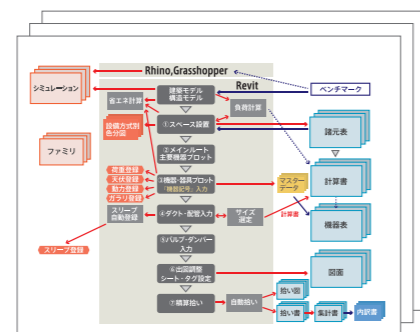 Rhino,Grasshopper
Revit
シミュレーション
省エネ計算
建築モデル
構造モデル
ベンチマーク
負荷計算
設備方式別
色分図
①スペース設置
諸元表
ファミリ
②メインルート
主要機器プロット
荷重登録
天伏登録
動力登録
ガラリ登録
③機器・器具プロット
「機器記号」入力
マスター
データ
計算書
スリーブ
自動登録
④ダクト・配管入力
サイズ
選定
計算書
機器表
スリーブ登録
⑤バルブ・ダンパー
入力
⑥出図調整
シート・タグ設定
図面
⑦積算拾い
自動拾い
拾い図
拾い書
集計書
内訳書